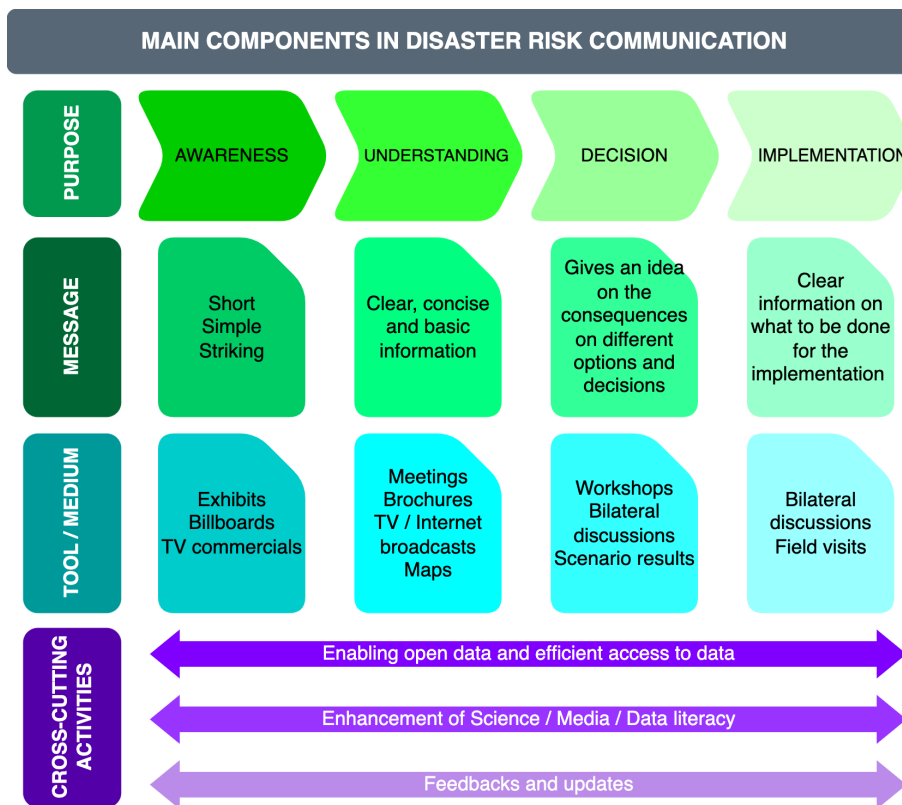 MAIN COMPONENTS IN DISASTER RISK COMMUNICATION
PURPOSE
AWARENESS
UNDERSTANDING
DECISION
IMPLEMENTATION
MESSAGE
Short
Simple
Striking
Clear, concise
and basic
information
Gives an idea
on the
consequences
on different
options and
decisions
Clear
information on
what to be done
for the
implementation
TOOL / MEDIUM
Exhibits
Billboards
TV commercials
Meetings
Brochures
TV / Internet
broadcasts
Maps
Workshops
Bilateral
discussions
Scenario results
Bilateral
discussions
Field visits
CROSS-CUTTING
ACTIVITIES
Enabling open data and efficient access to data
Enhancement of Science / Media / Data literacy
Feedbacks and updates